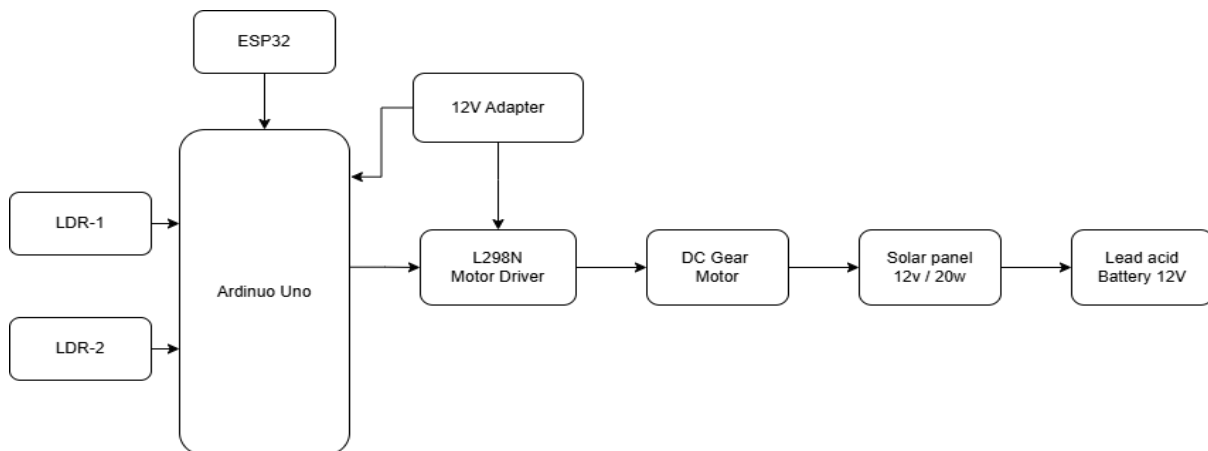 ESP32
12V Adapter
LDR-1
L298N
Motor Driver
DC Gear
Motor
Solar panel
12v / 20w
Lead acid
Battery 12V
Ardinuo Uno
LDR-2